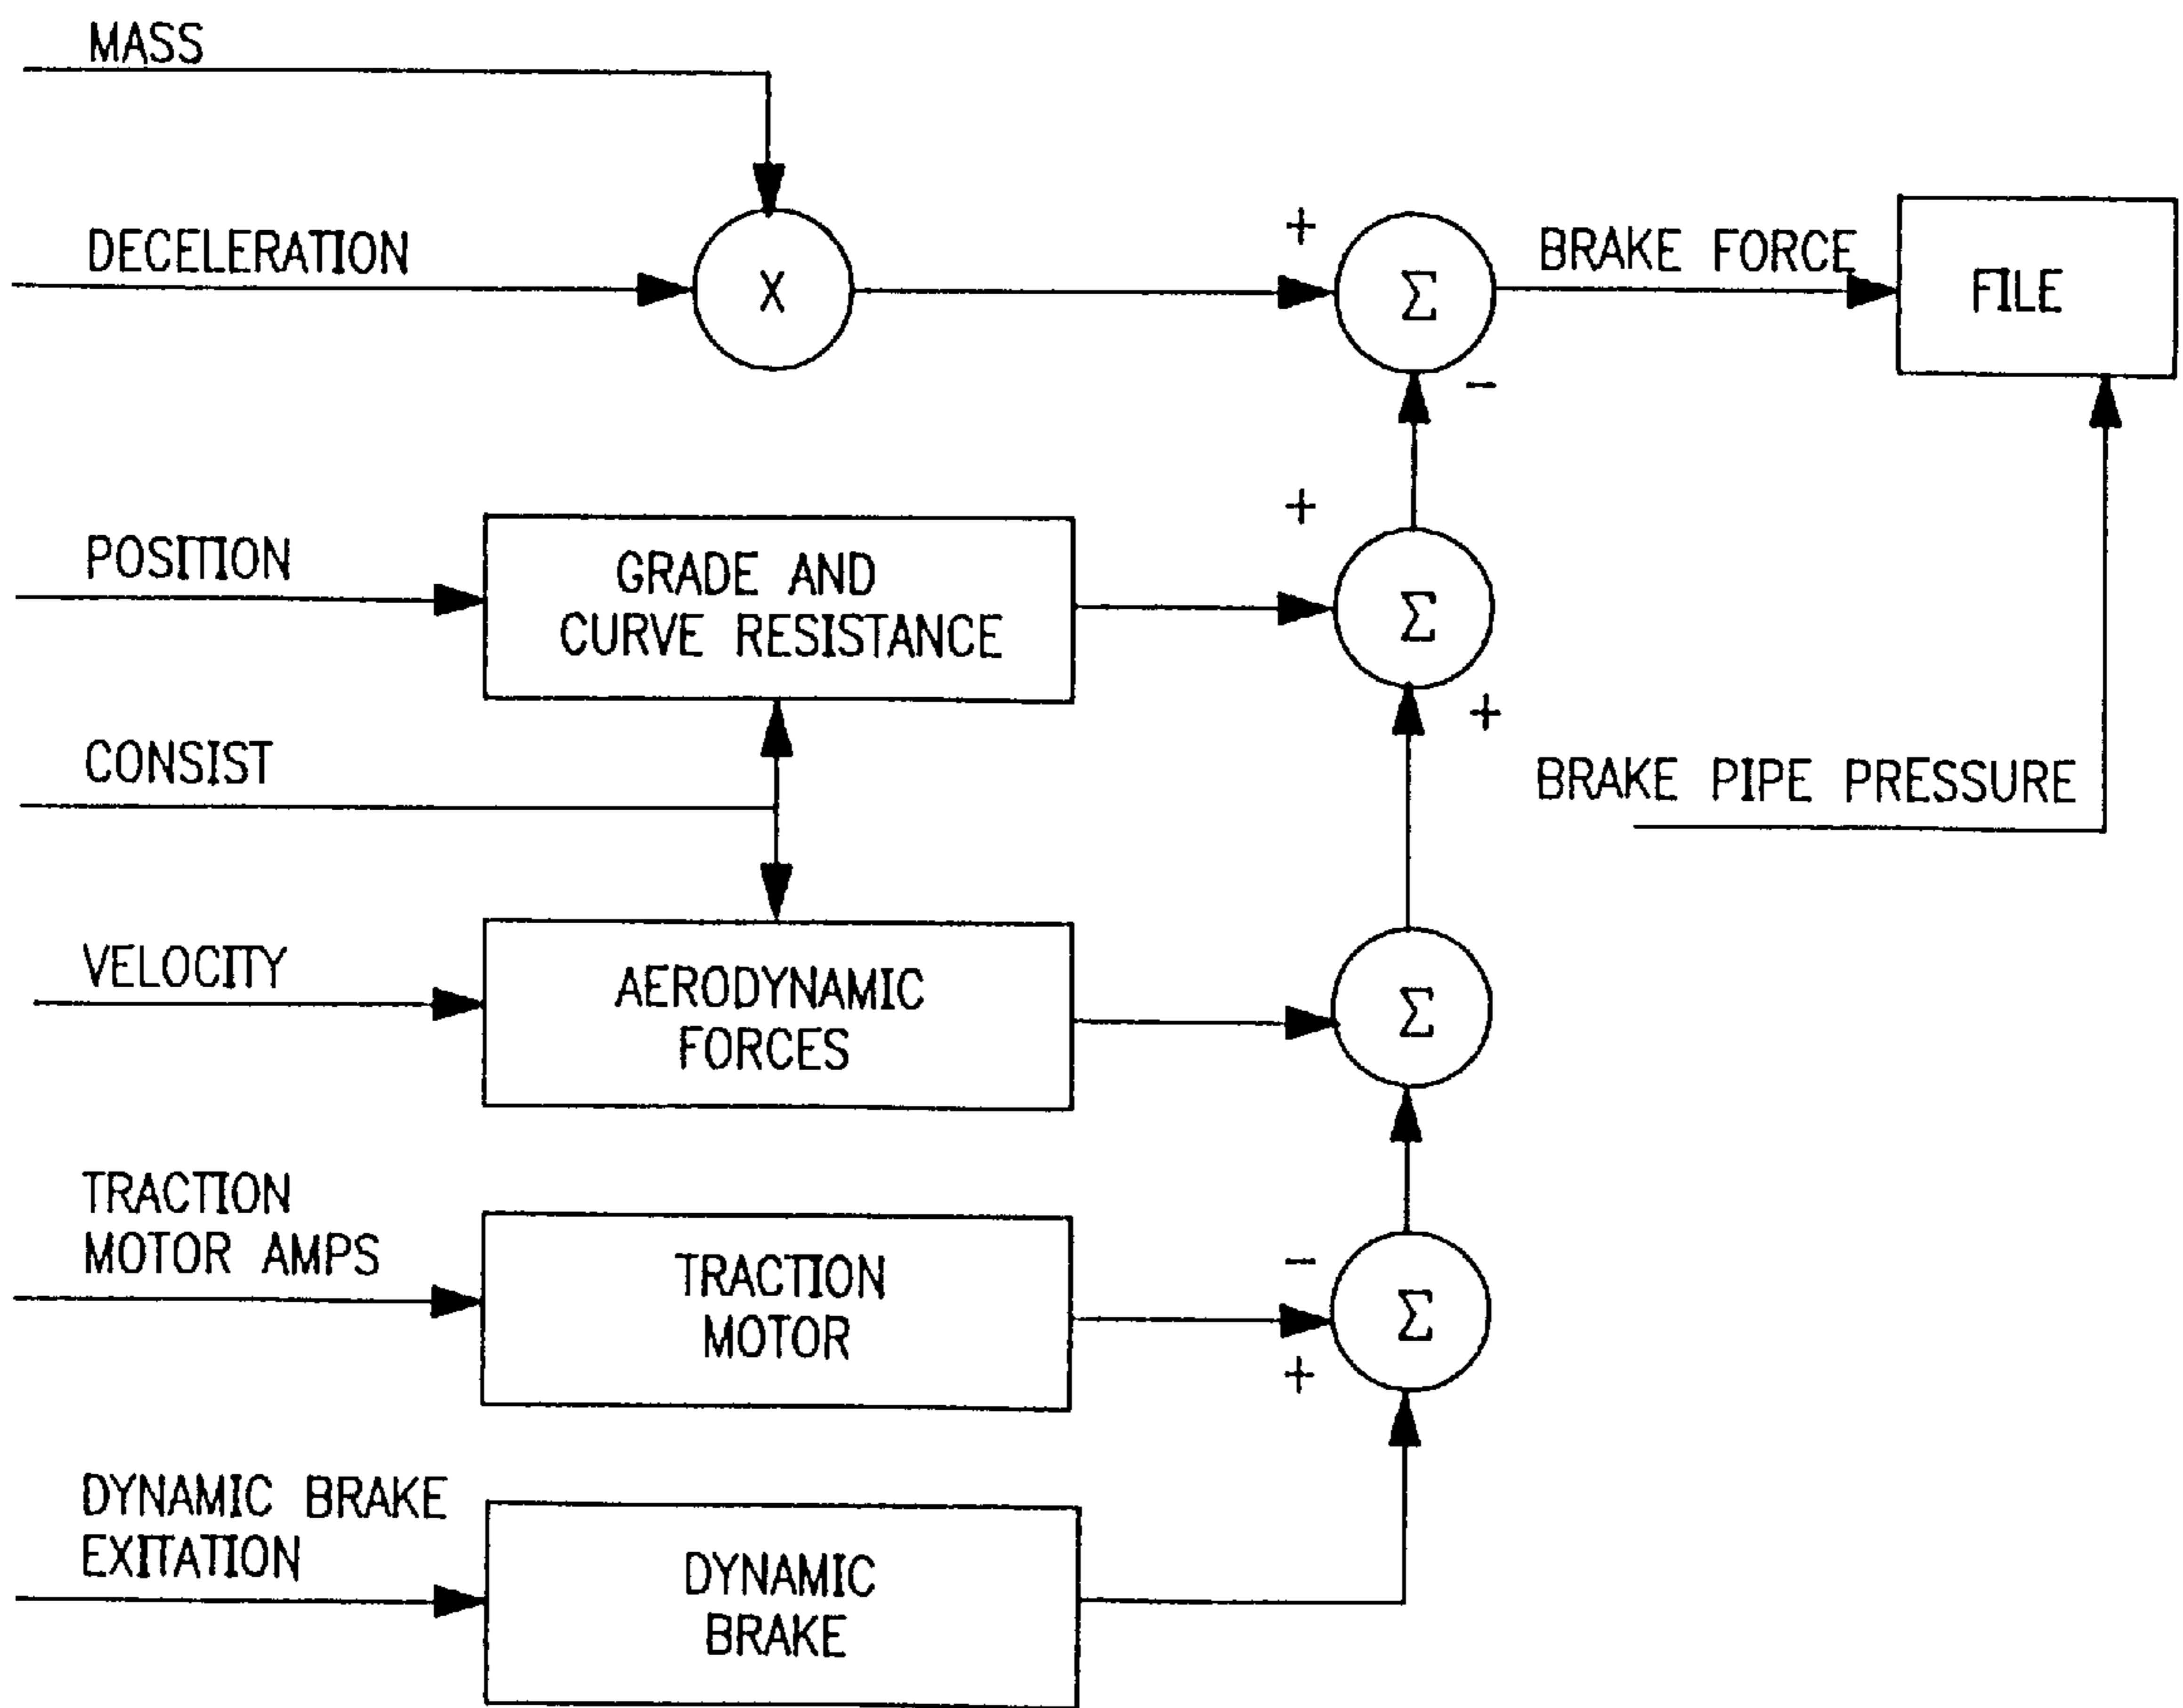 MASS
DECELERATION
X
+
Σ
-
BRAKE FORCE
FILE
POSITION
GRADE AND
CURVE RESISTANCE
+
Σ
+
CONSIST
BRAKE PIPE PRESSURE
VELOCITY
AERODYNAMIC
FORCES
Σ
TRACTION
MOTOR AMPS
TRACTION
MOTOR
-
Σ
+
DYNAMIC BRAKE
EXITATION
DYNAMIC
BRAKE